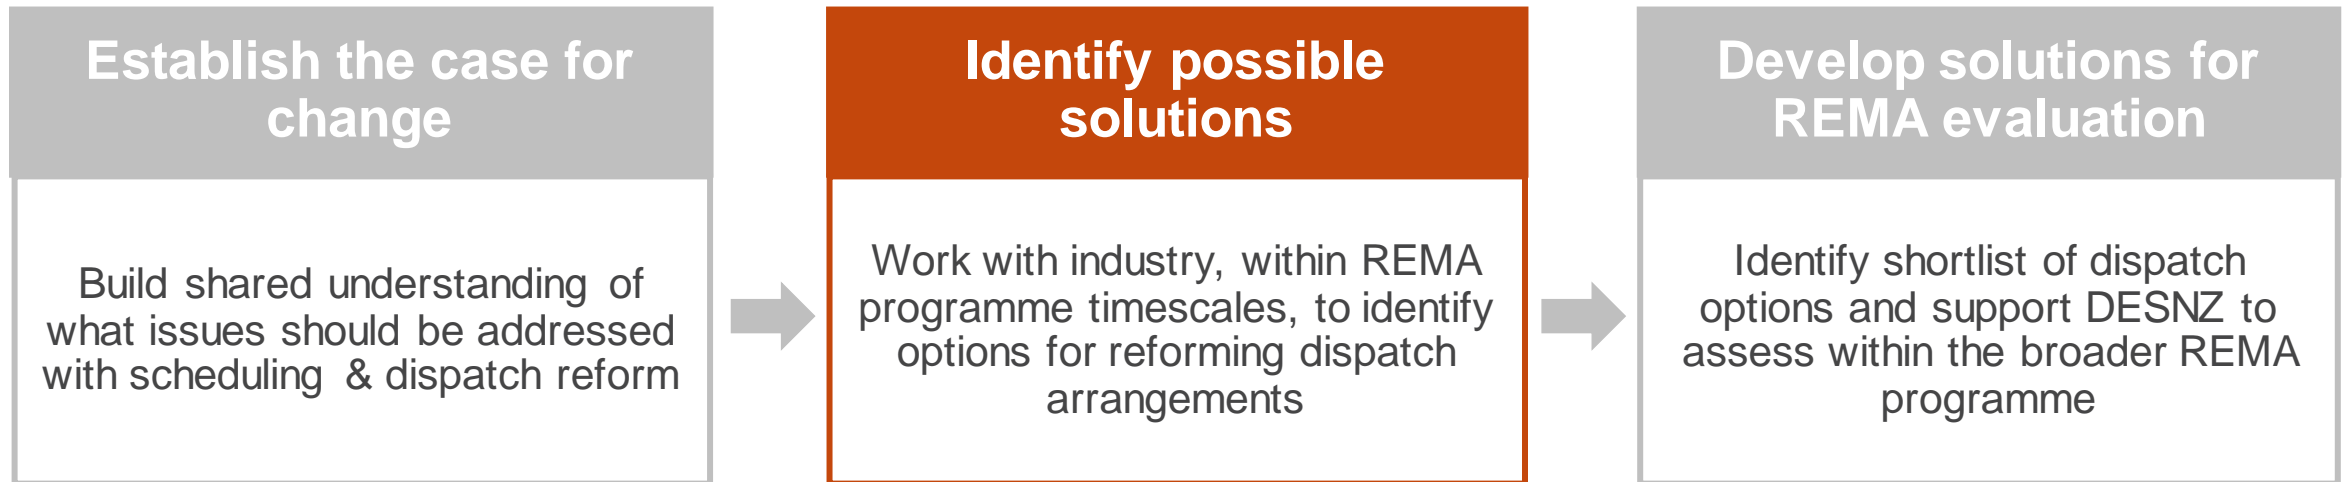 Establish the case for
change
Build shared understanding of
what issues should be addressed
with scheduling & dispatch reform
Identify possible
solutions
Work with industry, within REMA
programme timescales, to identify
options for reforming dispatch
arrangements
Develop solutions for
REMA evaluation
Identify shortlist of dispatch
options and support DESNZ to
assess within the broader REMA
programme